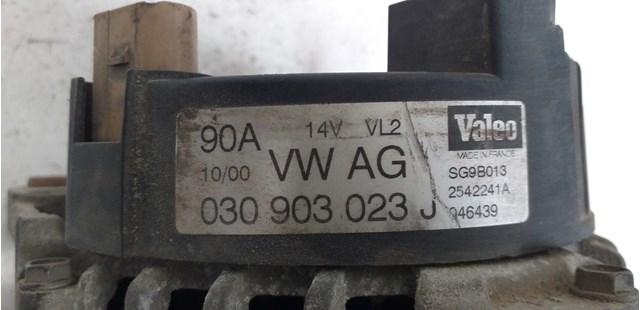 90A 14V VL2 Valeo
MADE IN FRANCE
10/00 VW AG SG9B013
2542241A
030 903 023 J 046439